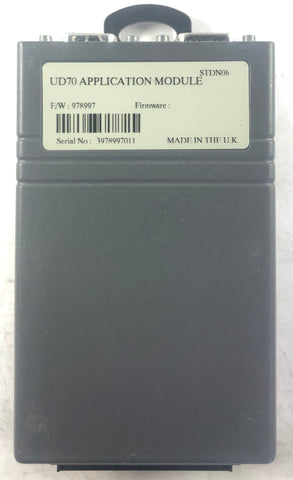 STDN06
UD70 APPLICATION MODULE
F/W : 978997 Firmware :
Serial No : 3978997011 MADE IN THE U.K.